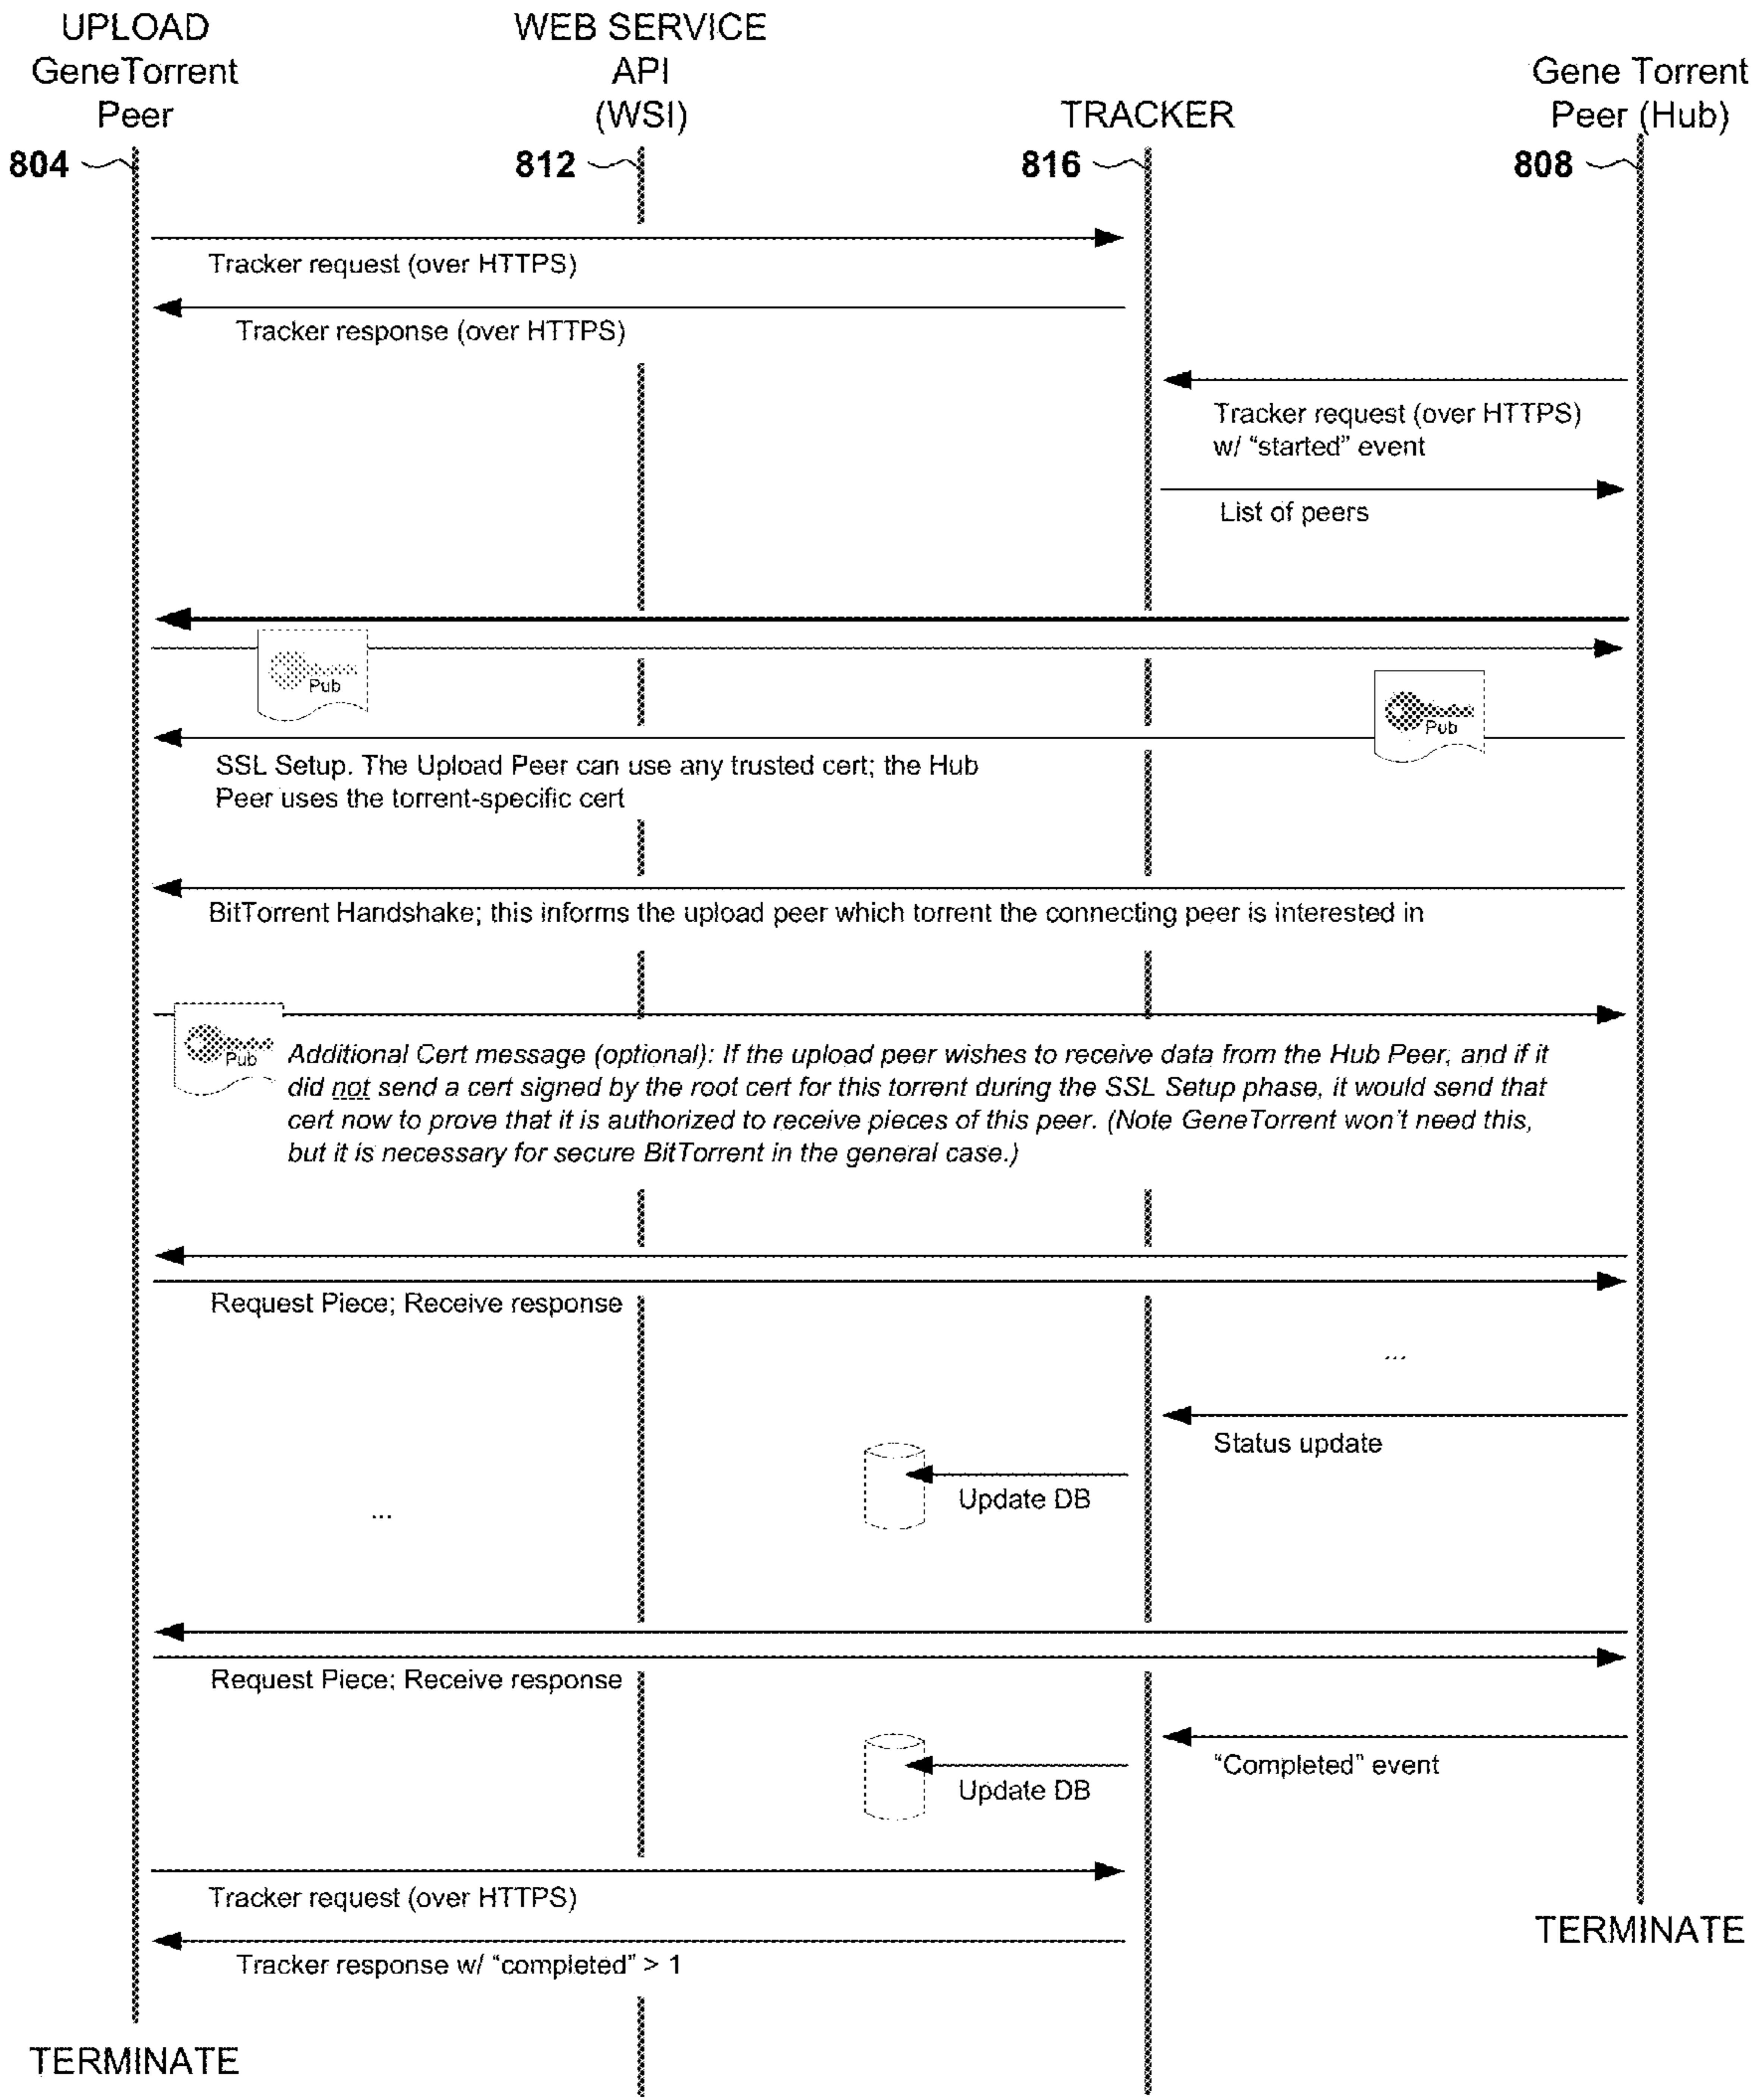 UPLOAD
GeneTorrent
Peer
WEB SERVICE
API
(WSI)
TRACKER
Gene Torrent
Peer (Hub)
804
812
816
808
Tracker request (over HTTPS)
Tracker response (over HTTPS)
Tracker request (over HTTPS)
w/ “started” event
List of peers
Pub
Pub
SSL Setup. The Upload Peer can use any trusted cert; the Hub
Peer uses the torrent-specific cert
BitTorrent Handshake; this informs the upload peer which torrent the connecting peer is interested in
Pub
Additional Cert message (optional): If the upload peer wishes to receive data from the Hub Peer, and if it
did not send a cert signed by the root cert for this torrent during the SSL Setup phase, it would send that
cert now to prove that it is authorized to receive pieces of this peer. (Note GeneTorrent won't need this,
but it is necessary for secure BitTorrent in the general case.)
Request Piece; Receive response
...
Status update
Update DB
...
Request Piece; Receive response
“Completed” event
Update DB
Tracker request (over HTTPS)
TERMINATE
Tracker response w/ “completed” > 1
TERMINATE